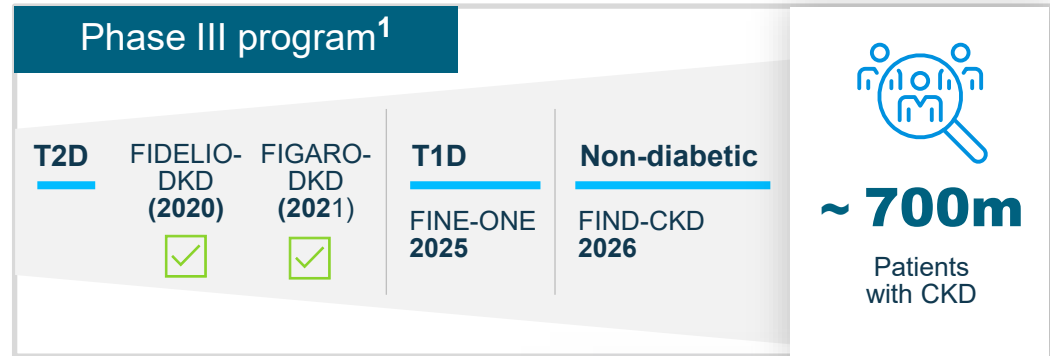 Phase III program1
T2D
FIDELIO-
DKD
(2020)
FIGARO-
DKD
(2021)
T1D
FINE-ONE
2025
Non-diabetic
FIND-CKD
2026
~ 700m
Patients
with CKD